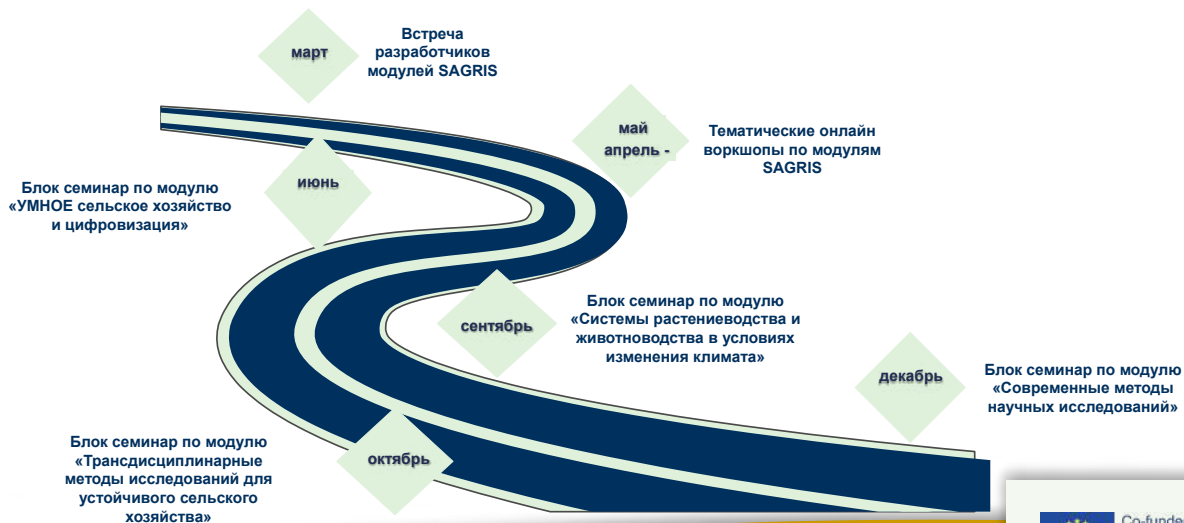 март
Встреча
разработчиков
модулей SAGRIS
май
апрель -
Тематические онлайн
воркшопы по модулям
SAGRIS
июнь
Блок семинар по модулю
«УМНОЕ сельское хозяйство
и цифровизация»
сентябрь
Блок семинар по модулю
«Системы растениеводства и
животноводства в условиях
изменения климата»
декабрь
Блок семинар по модулю
«Современные методы
научных исследований»
октябрь
Блок семинар по модулю
«Трансдисциплинарные
методы исследований для
устойчивого сельского
хозяйства»
Co-funde